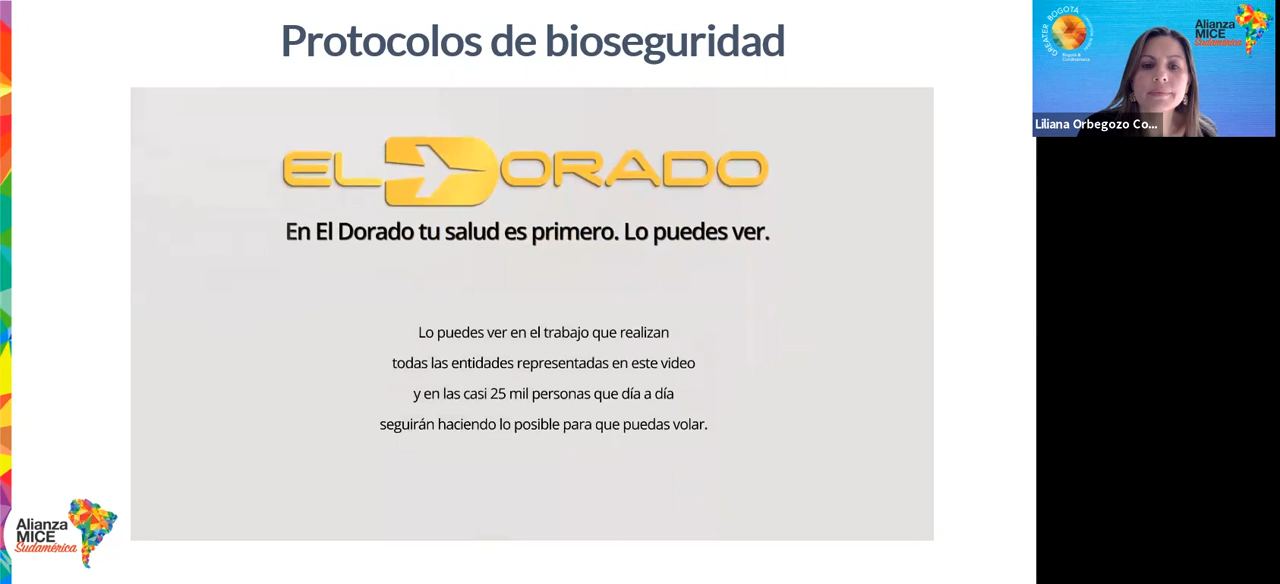 Protocolos de bioseguridad
EL DORADO
En El Dorado tu salud es primero. Lo puedes ver.
Lo puedes ver en el trabajo que realizan
todas las entidades representadas en este video
y en las casi 25 mil personas que día a día
seguirán haciendo lo posible para que puedas volar.
Alianza
MICE
Sudamérica
GREATER BOGOTÁ
Alianza
MICE
Sudamérica
Liliana Orbegozo Co...